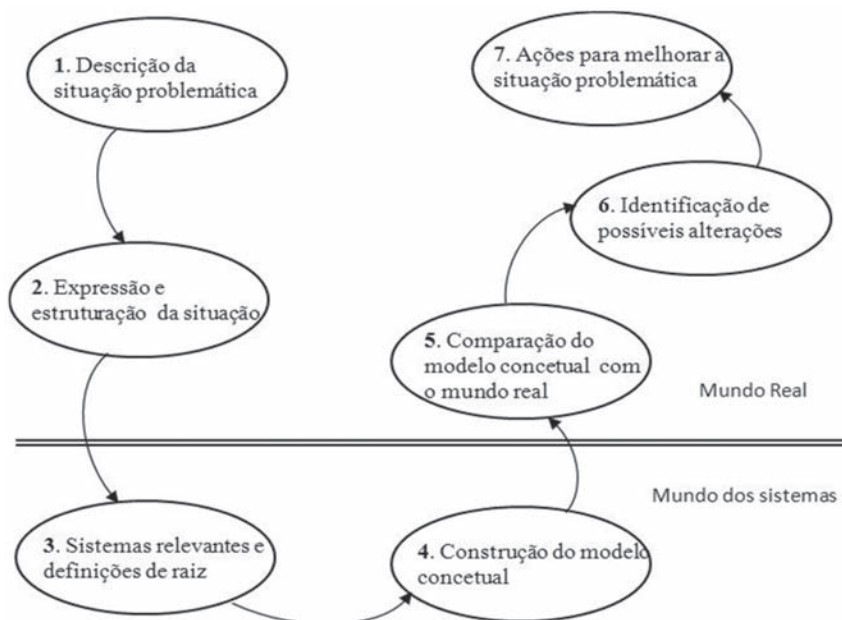 1. Descrição da
situação problemática
7. Ações para melhorar a
situação problemática
6. Identificação de
possíveis alterações
2. Expressão e
estruturação da situação
5. Comparação do
modelo concetual com
o mundo real
Mundo Real
Mundo dos sistemas
3. Sistemas relevantes e
definições de raiz
4. Construção do modelo
concetual